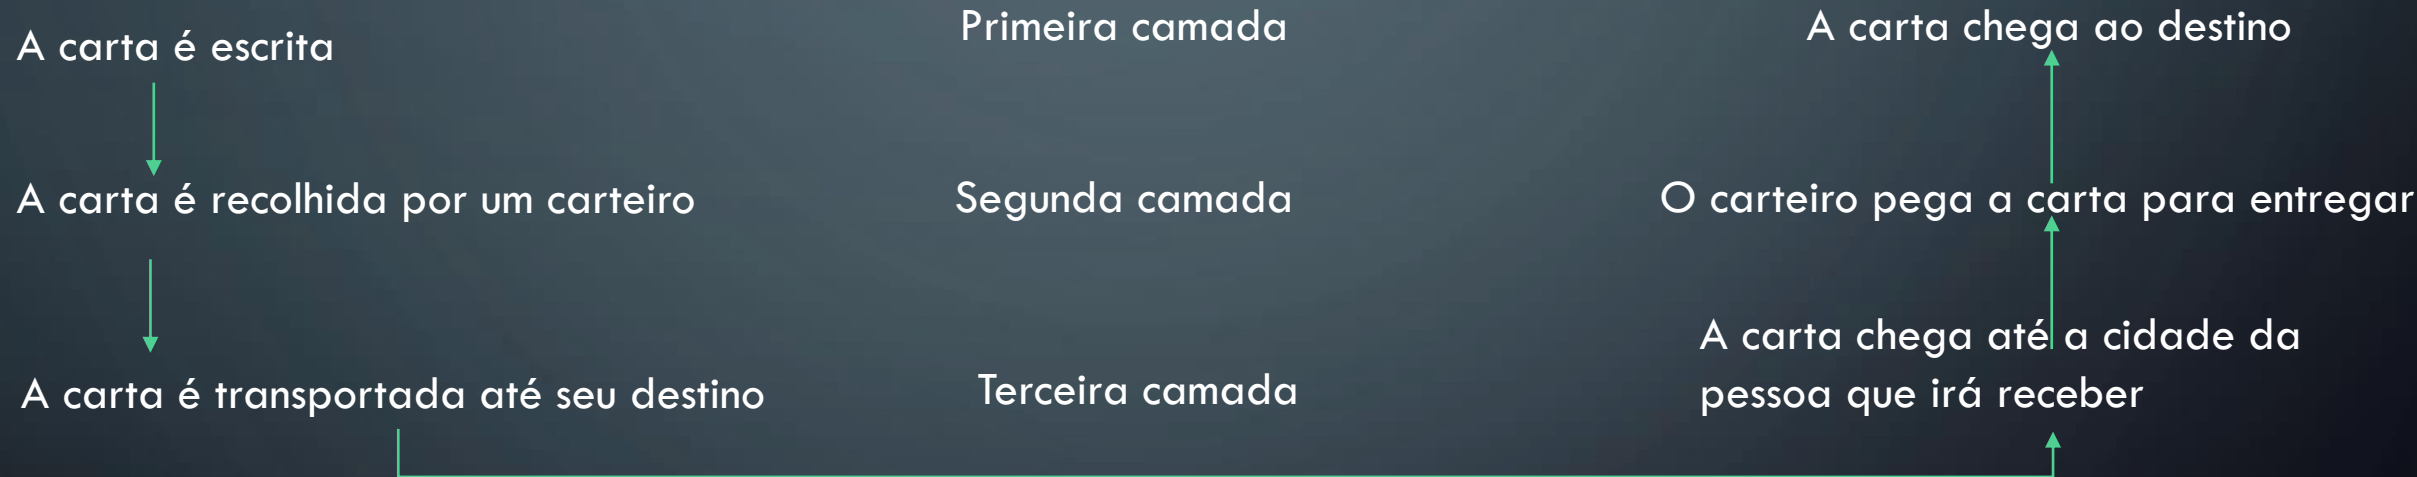 A carta é escrita
Primeira camada
A carta chega ao destino
A carta é recolhida por um carteiro
Segunda camada
O carteiro pega a carta para entregar
A carta é transportada até seu destino
Terceira camada
A carta chega até a cidade da
pessoa que irá receber